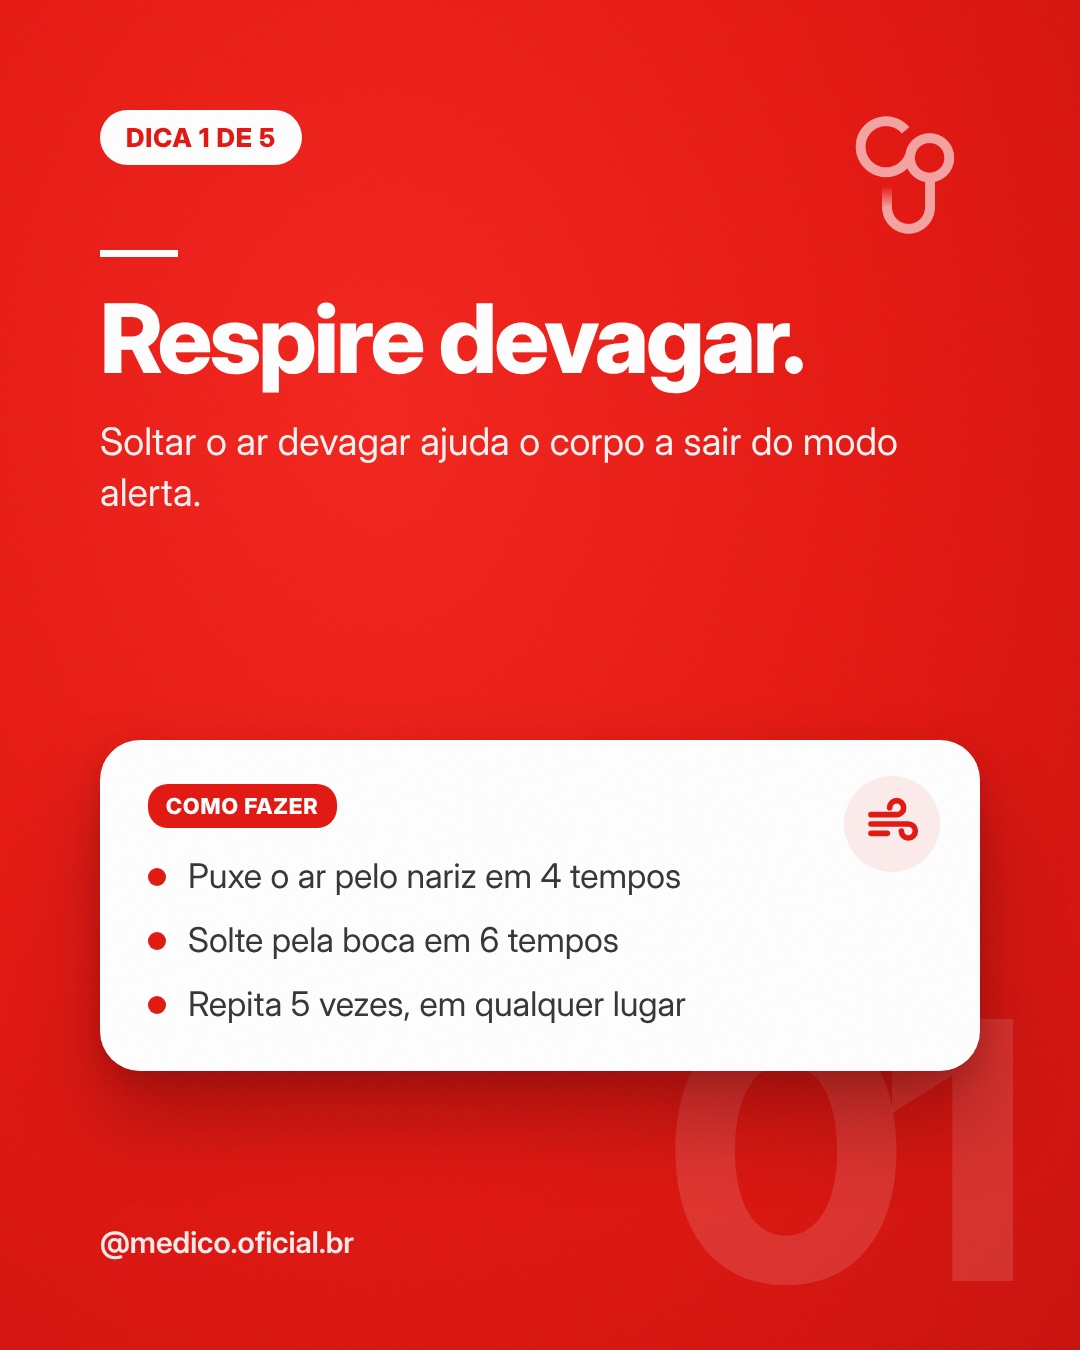 DICA 1 DE 5
Respire devagar.
Soltar o ar devagar ajuda o corpo a sair do modo
alerta.
COMO FAZER
Puxe o ar pelo nariz em 4 tempos
Solte pela boca em 6 tempos
Repita 5 vezes, em qualquer lugar
01
@medico.oficial.br